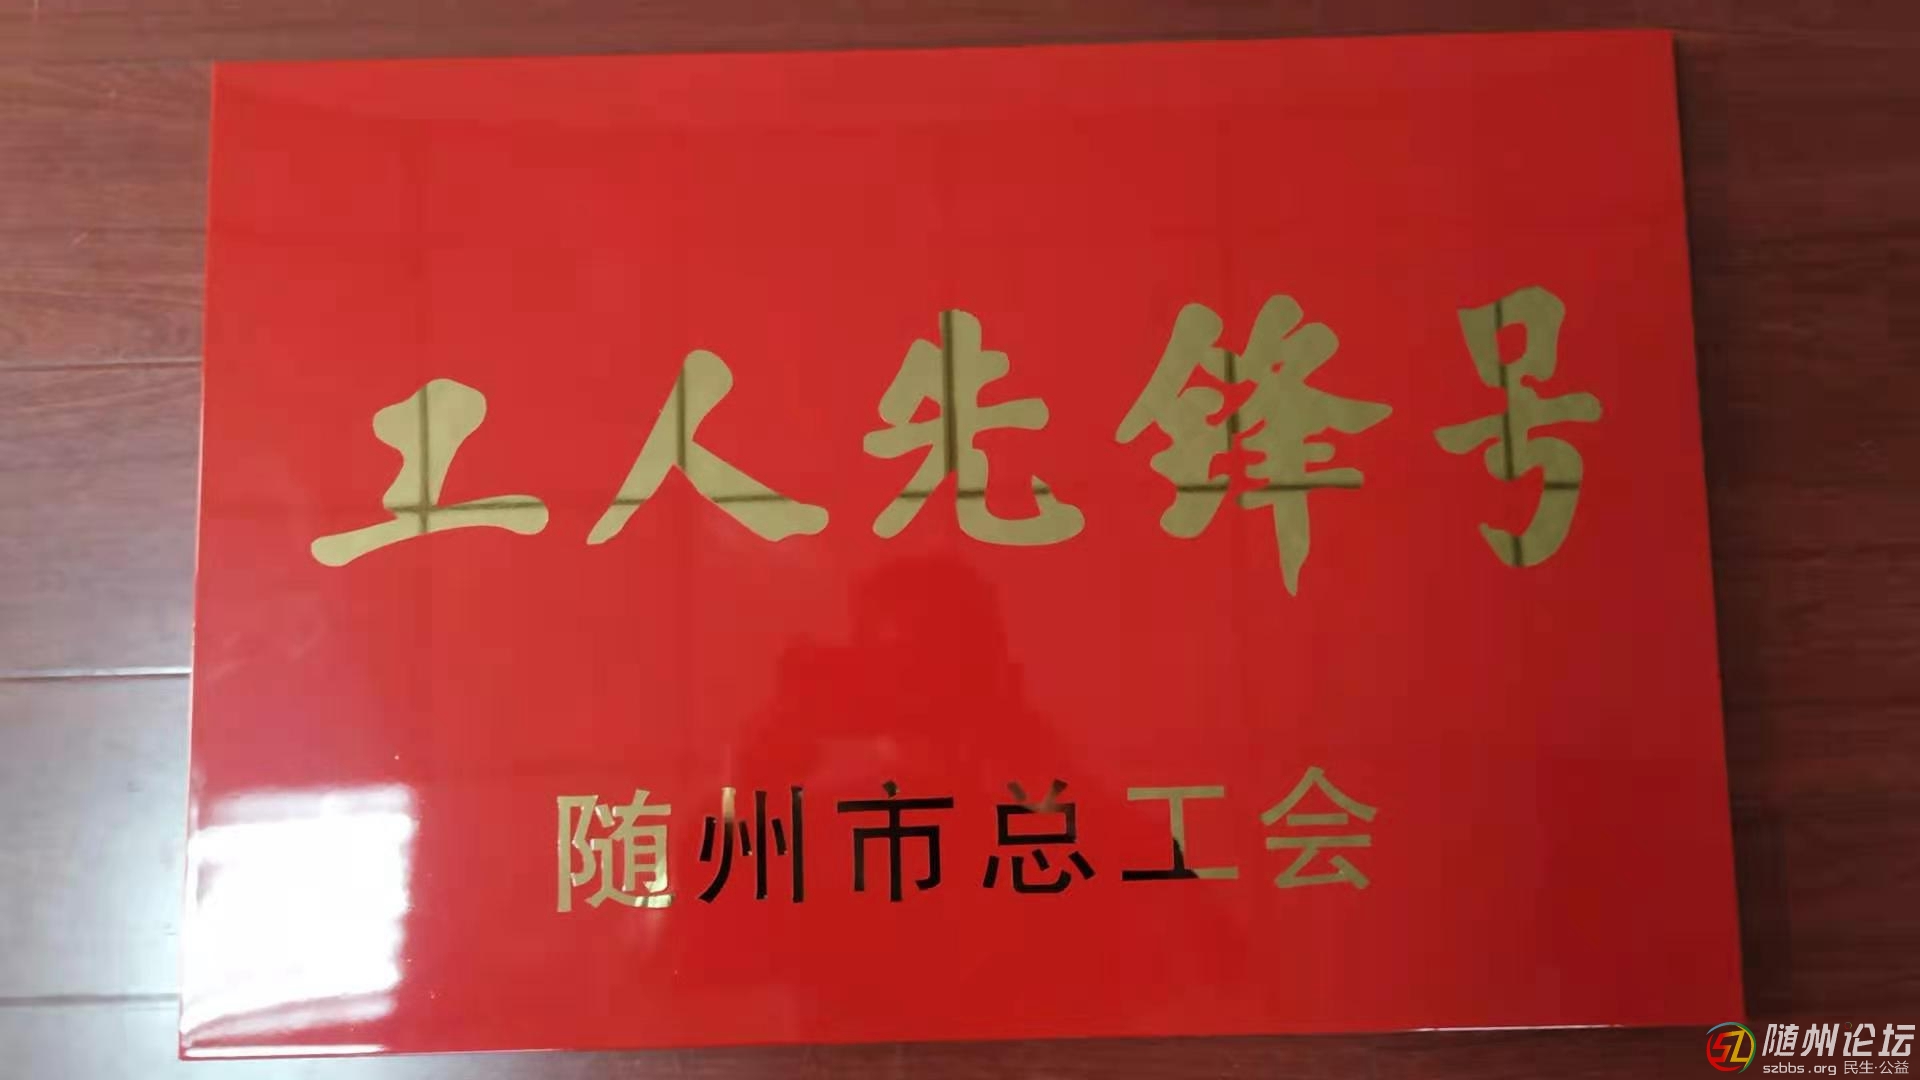 工人先锋号
随州市总工会
随州论坛
szbbs.org 民生·公益